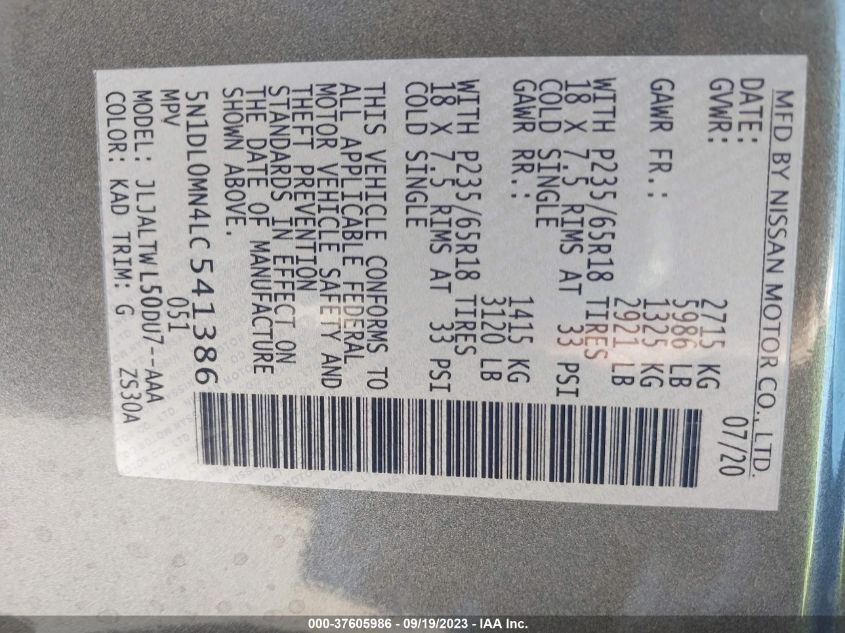 MFD BY NISSAN MOTOR CO., LTD.
DATE: 07/20
GVWR: 2715 KG
5986 LB
GAWR FR.: 1325 KG
2921 LB
WITH P235/65R18 TIRES
18 X 7.5 RIMS AT 33 PSI
COLD SINGLE
GAWR RR.: 1415 KG
3120 LB
WITH P235/65R18 TIRES
18 X 7.5 RIMS AT 33 PSI
COLD SINGLE
THIS VEHICLE CONFORMS TO
ALL APPLICABLE FEDERAL
MOTOR VEHICLE SAFETY AND
THEFT PREVENTION
STANDARDS IN EFFECT ON
THE DATE OF MANUFACTURE
SHOWN ABOVE.
5N1DL0MN4LC541386
MPV 051
MODEL: JLJALTWL50DU7--AAA
COLOR: KAD TRIM: G ZS30A
000-37605986 - 09/19/2023 - IAA Inc.